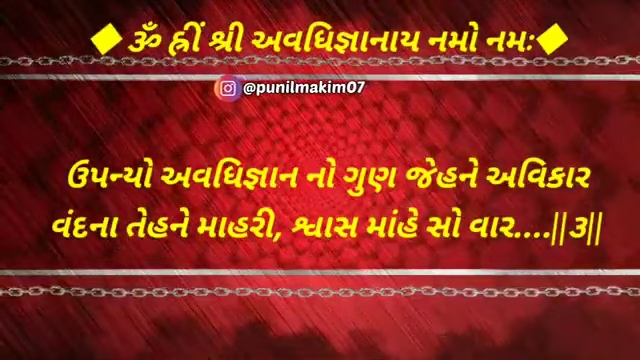 ◆ ૐ હ્રીં શ્રી અવધિજ્ઞાનાય નમો નમઃ◆
@punilmakim07
ઉપન્યો અવધિજ્ઞાન નો ગુણ જેહને અવિકાર
વંદના તેહને માહરી, શ્વાસ માંહે સો વાર....||૩||